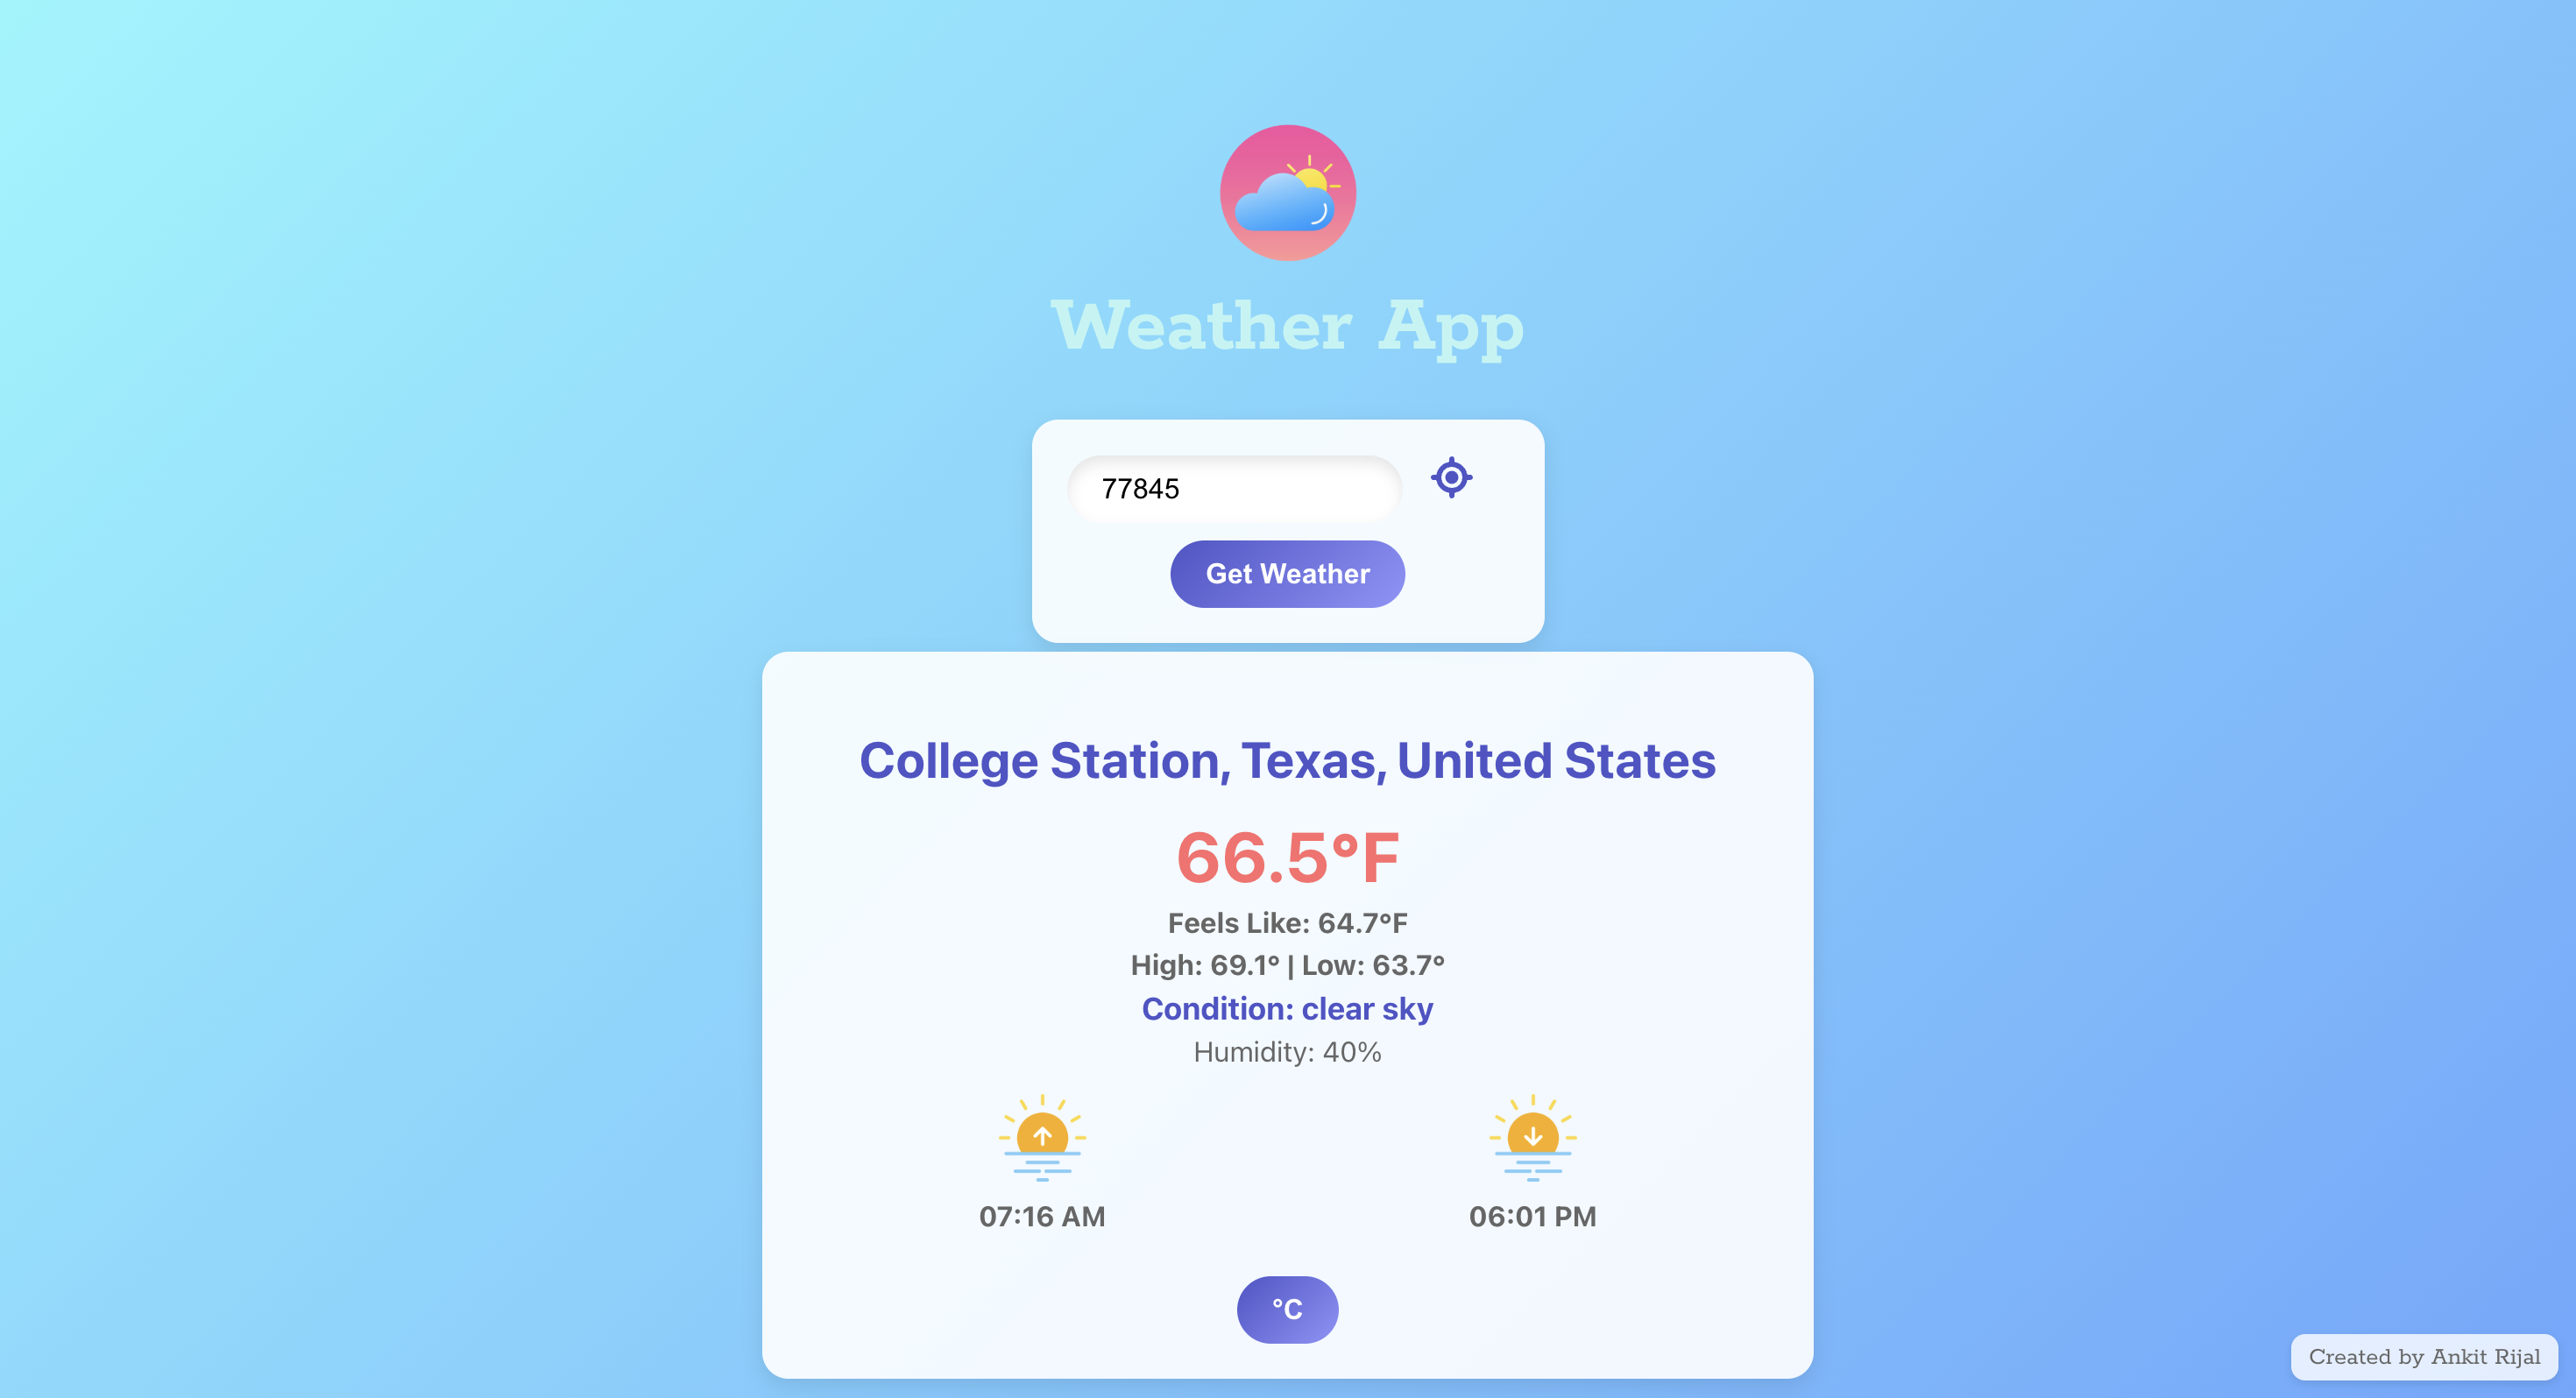 Weather App
77845
Get Weather
College Station, Texas, United States
66.5°F
Feels Like: 64.7°F
High: 69.1° | Low: 63.7°
Condition: clear sky
Humidity: 40%
07:16 AM
06:01 PM
°C
Created by Ankit Rijal